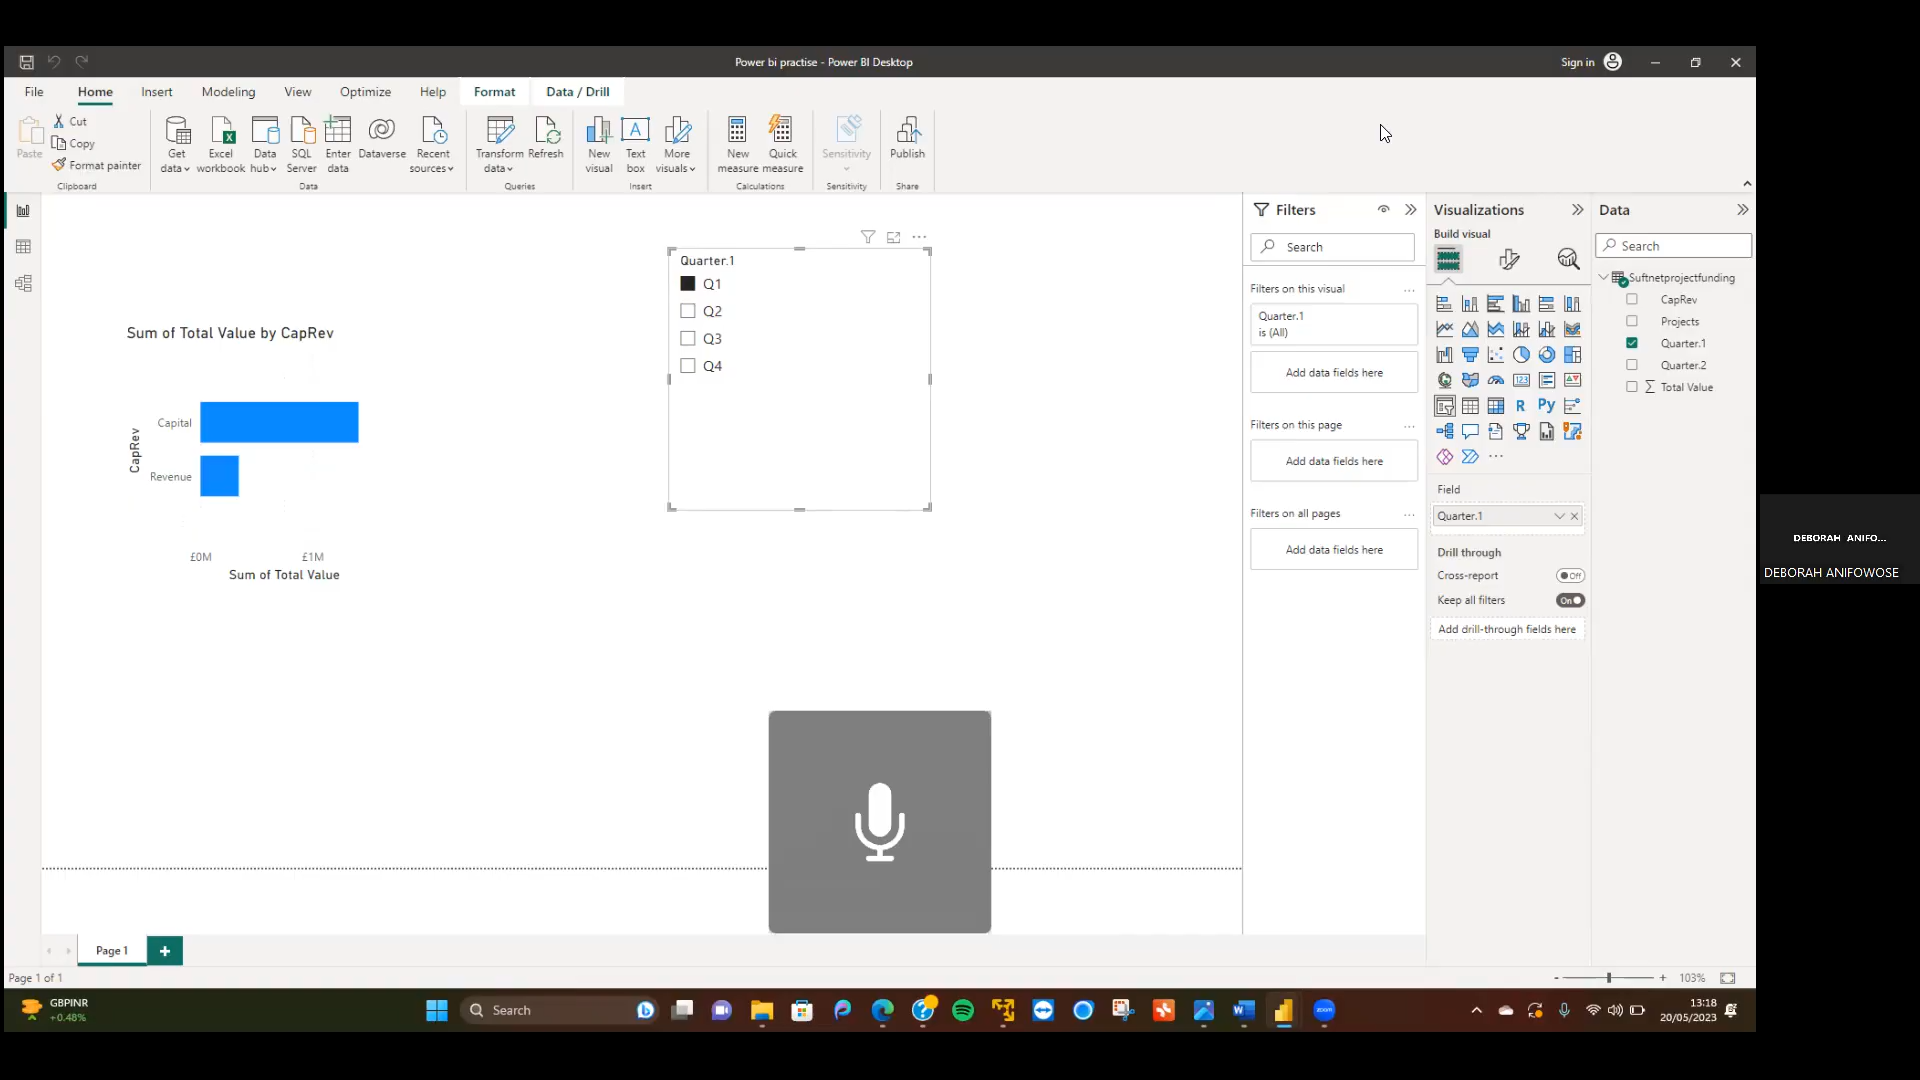 Power bi practise - Power BI Desktop
Sign in
File
Home
Insert
Modeling
View
Optimize
Help
Format
Data / Drill
Paste
Cut
Copy
Format painter
Clipboard
Get data
Excel workbook
Data hub
SQL Server
Enter data
Dataverse
Recent sources
Data
Transform data
Refresh
Queries
New visual
Text box
More visuals
Insert
New measure
Quick measure
Calculations
Sensitivity
Sensitivity
Publish
Share
Sum of Total Value by CapRev
CapRev
Capital
Revenue
£0M
£1M
Sum of Total Value
Quarter.1
Q1
Q2
Q3
Q4
Filters
Search
Filters on this visual
Quarter.1
is (All)
Add data fields here
Filters on this page
Add data fields here
Filters on all pages
Add data fields here
Visualizations
Build visual
R
Py
123
Field
Quarter.1
Drill through
Cross-report
Off
Keep all filters
On
Add drill-through fields here
Data
Search
Suftnetprojectfunding
CapRev
Projects
Quarter.1
Quarter.2
∑ Total Value
DEBORAH ANIFO...
DEBORAH ANIFOWOSE
Page 1
Page 1 of 1
- + 103%
GBPINR
+0.48%
Search
zoom
13:18
20/05/2023